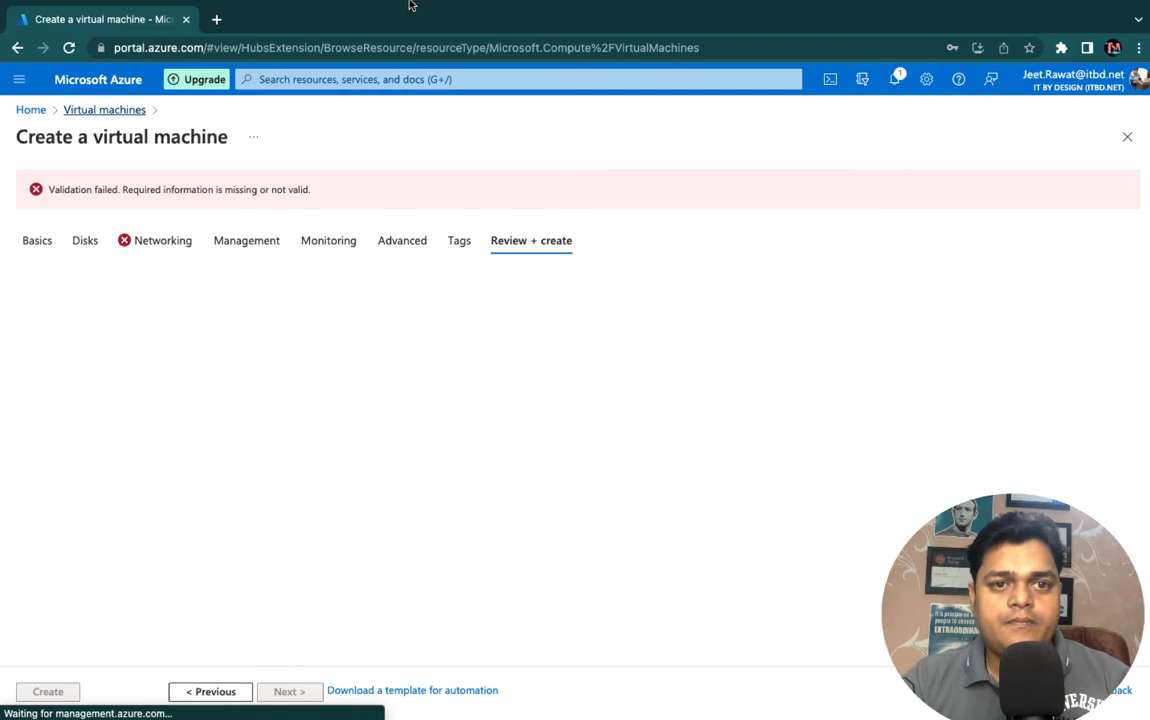 Create a virtual machine - Mic
portal.azure.com/#view/HubsExtension/BrowseResource/resourceType/Microsoft.Compute%2FVirtualMachines
Microsoft Azure
Upgrade
Search resources, services, and docs (G+/)
1
Jeet.Rawat@itbd.net
IT BY DESIGN (ITBD.NET)
Home > Virtual machines >
Create a virtual machine ...
Validation failed. Required information is missing or not valid.
Basics Disks Networking Management Monitoring Advanced Tags Review + create
Create < Previous Next > Download a template for automation
Waiting for management.azure.com...